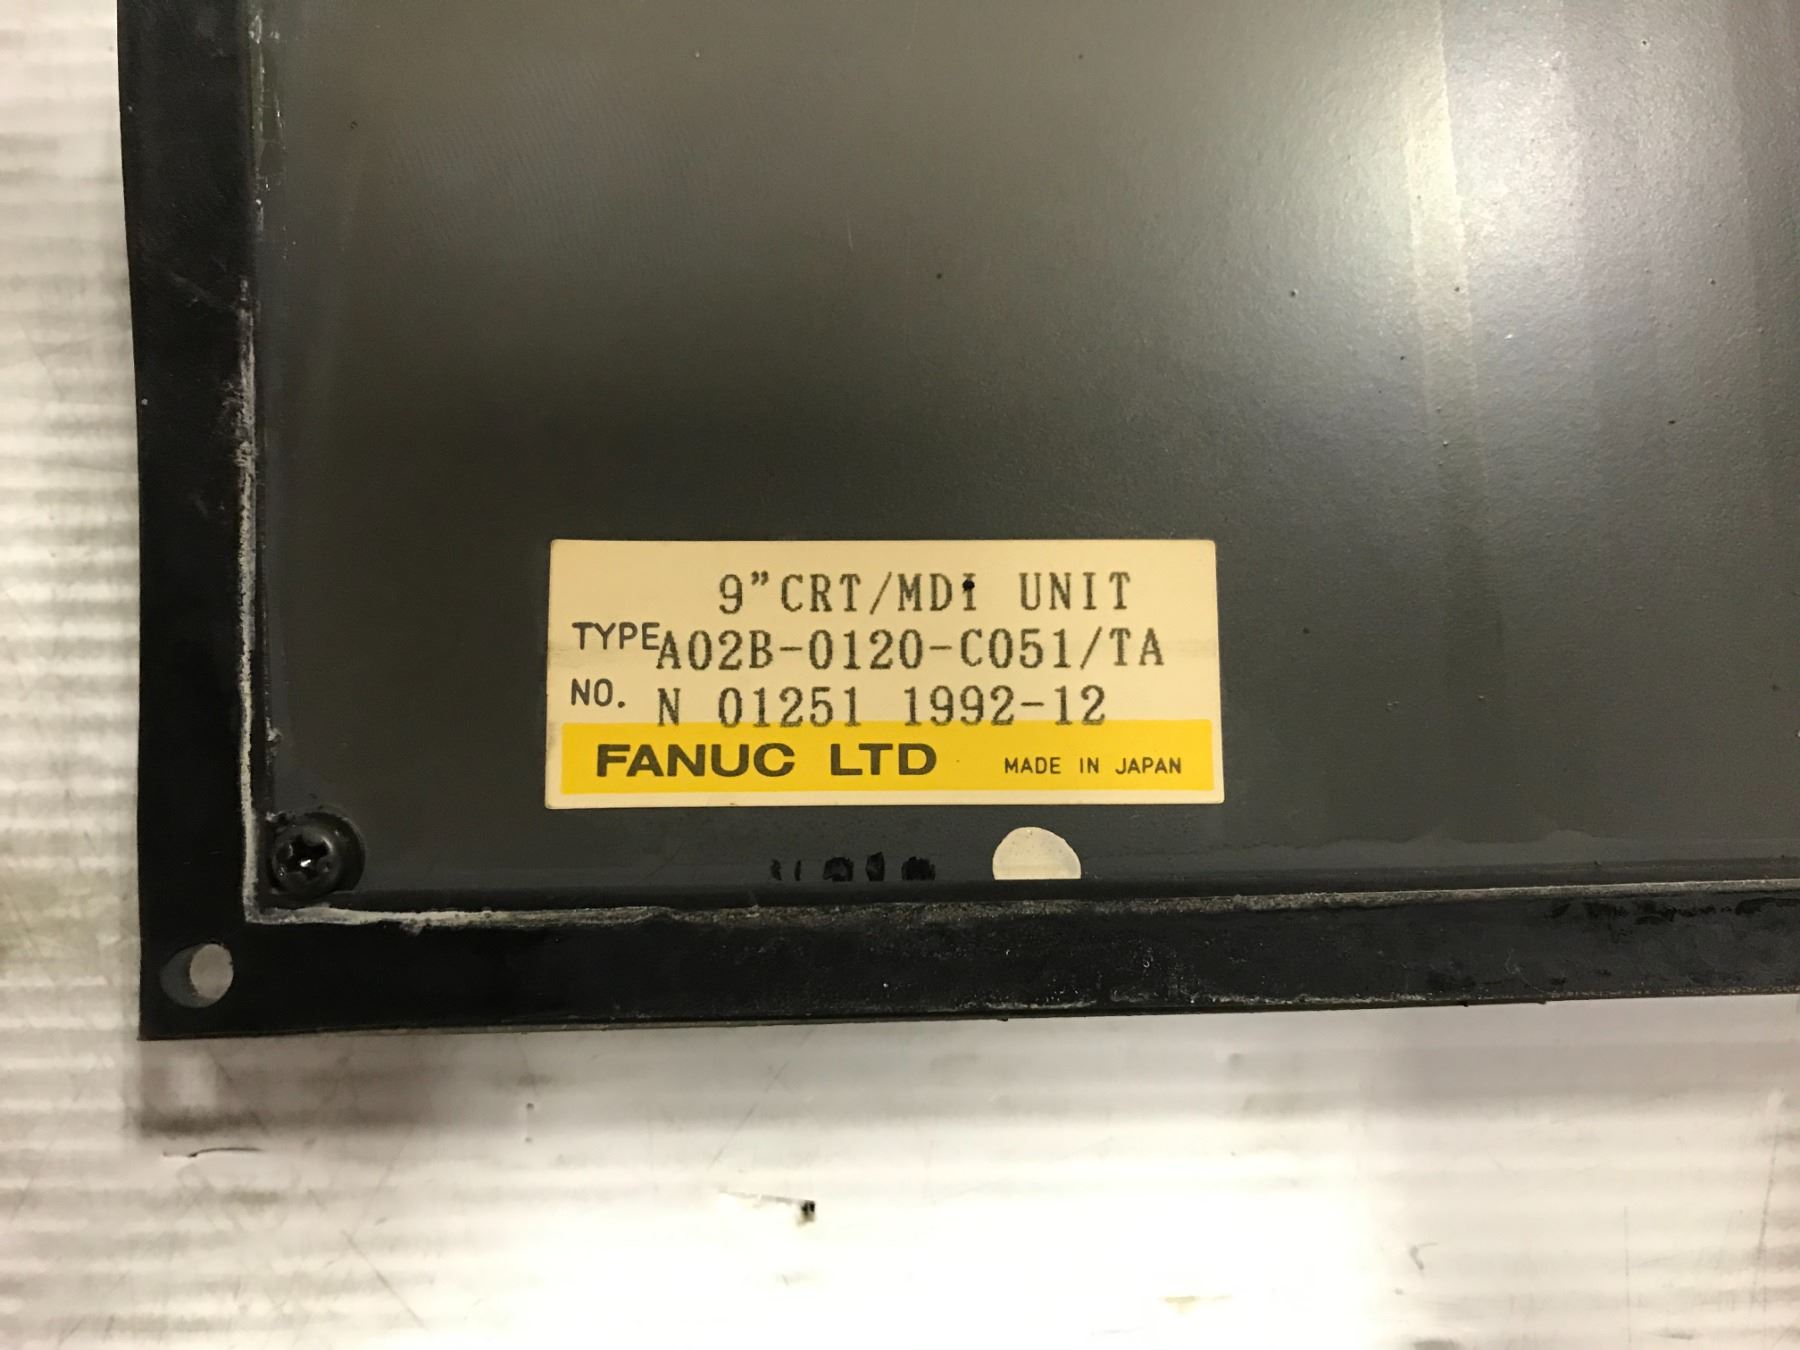 9"CRT/MDI UNIT
TYPE A02B-0120-C051/TA
NO. N 01251 1992-12
FANUC LTD MADE IN JAPAN